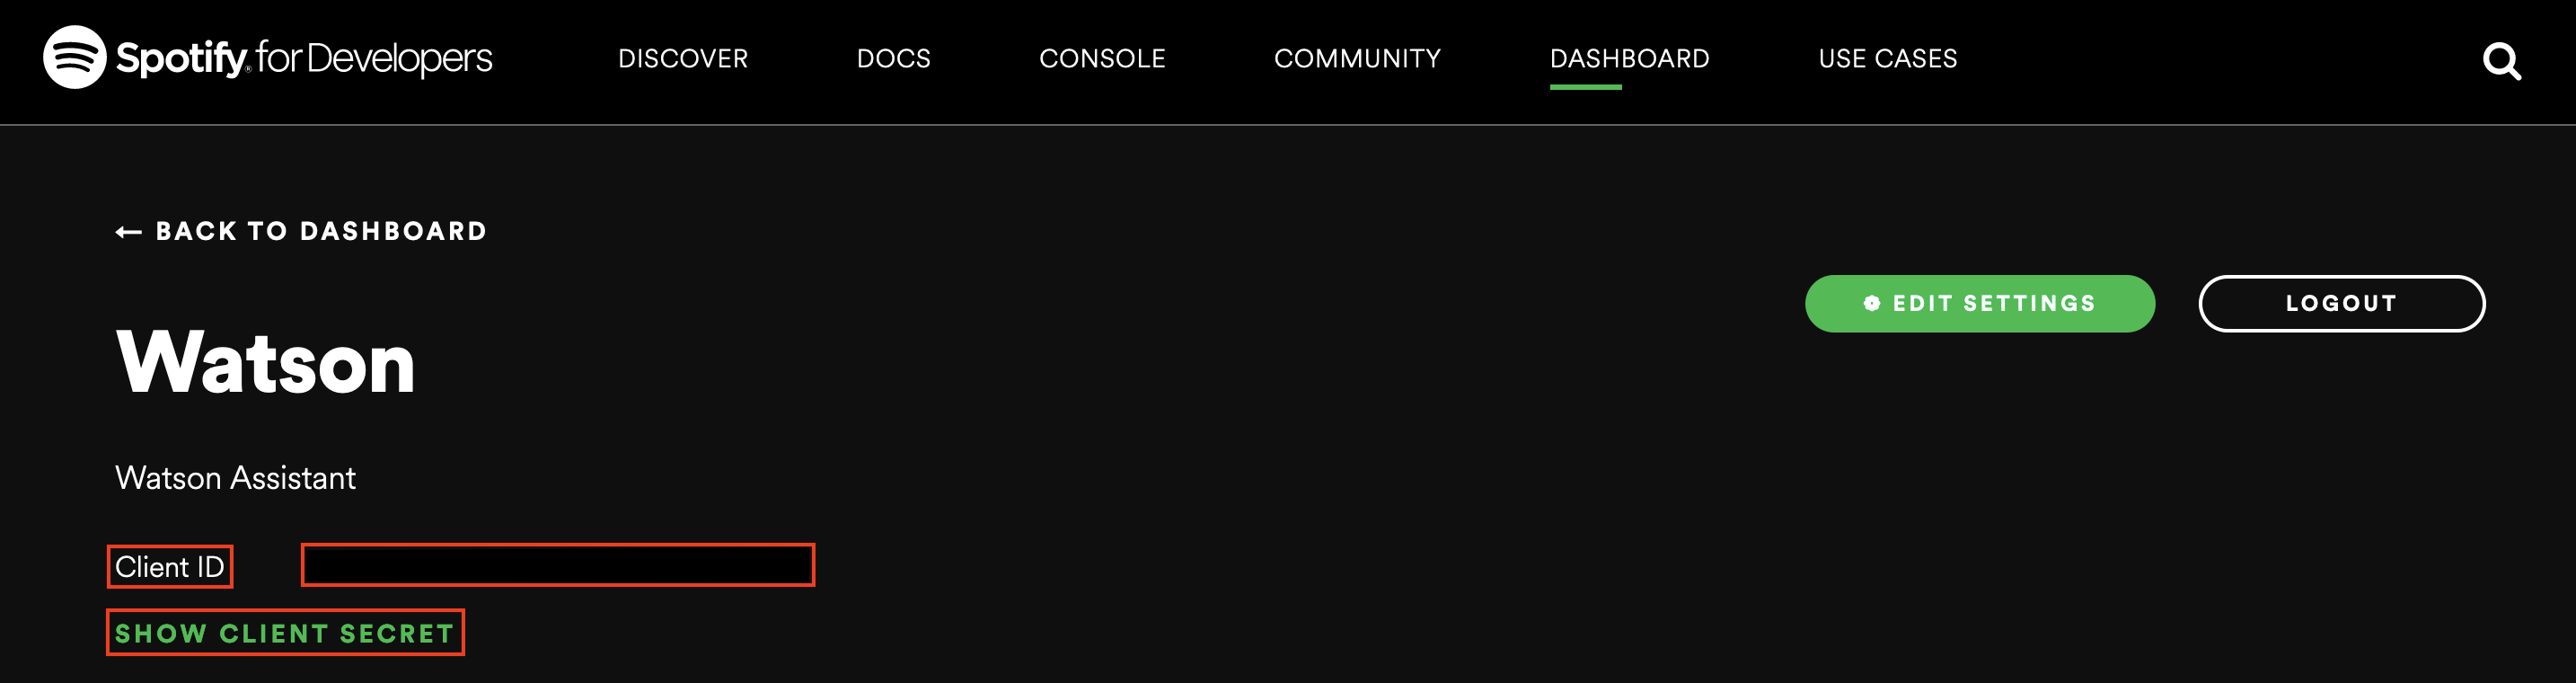 Spotify® for Developers
DISCOVER
DOCS
CONSOLE
COMMUNITY
DASHBOARD
USE CASES
← BACK TO DASHBOARD
EDIT SETTINGS
LOGOUT
Watson
Watson Assistant
Client ID
SHOW CLIENT SECRET